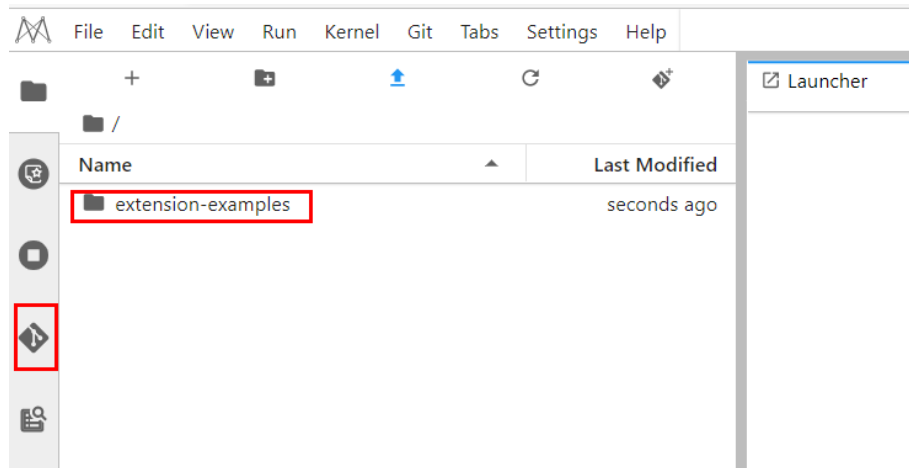 File Edit View Run Kernel Git Tabs Settings Help
Launcher
/
Name Last Modified
extension-examples seconds ago